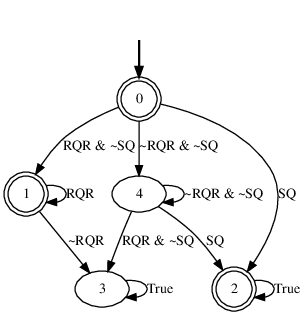 0
RQR & ~SQ ~RQR & ~SQ
1 RQR 4 ~RQR & ~SQ SQ
~RQR RQR & ~SQ SQ
3 True 2 True